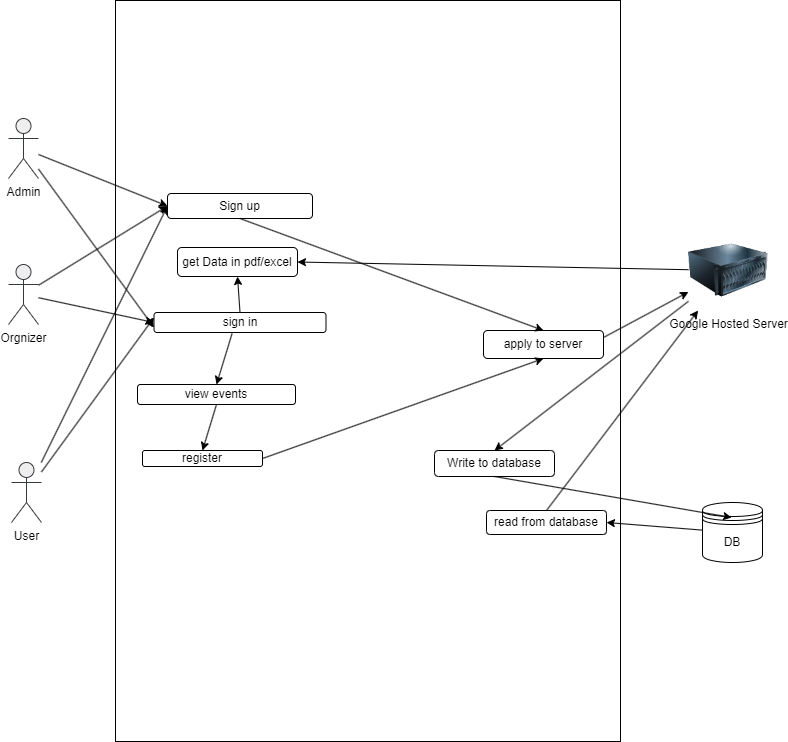 Admin
Sign up
get Data in pdf/excel
Orgnizer
sign in
Google Hosted Server
apply to server
view events
register
Write to database
User
read from database
DB